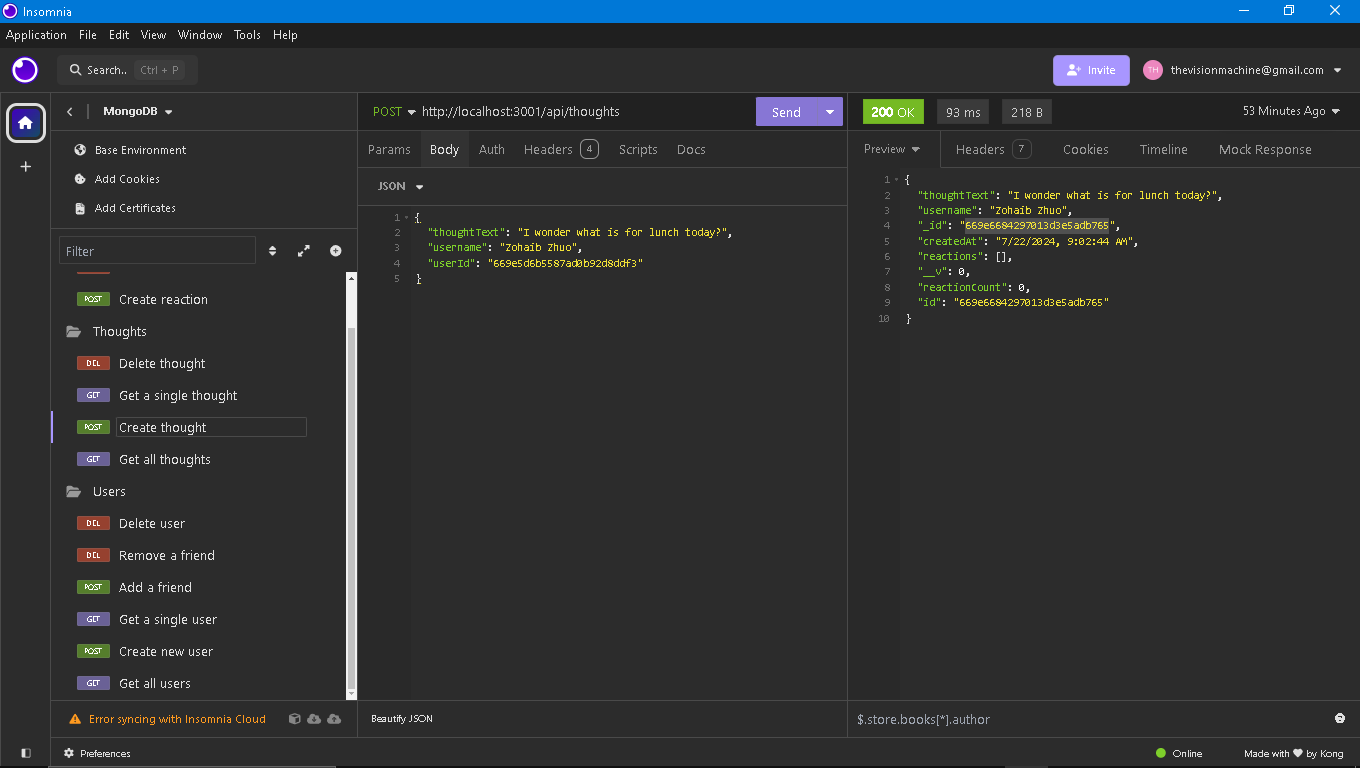 Insomnia
Application File Edit View Window Tools Help
Search.. Ctrl + P
Invite
TH
thevisionmachine@gmail.com
MongoDB
Base Environment
Add Cookies
Add Certificates
Filter
POST Create reaction
Thoughts
DEL Delete thought
GET Get a single thought
POST Create thought
GET Get all thoughts
Users
DEL Delete user
DEL Remove a friend
POST Add a friend
GET Get a single user
POST Create new user
GET Get all users
Error syncing with Insomnia Cloud
POST http://localhost:3001/api/thoughts
Send
Params Body Auth Headers 4 Scripts Docs
JSON
1 {
2 "thoughtText": "I wonder what is for lunch today?",
3 "username": "Zohaib Zhuo",
4 "userId": "669e5d6b5587ad0b92d8ddf3"
5 }
Beautify JSON
200 OK 93 ms 218 B 53 Minutes Ago
Preview Headers 7 Cookies Timeline Mock Response
1 {
2 "thoughtText": "I wonder what is for lunch today?",
3 "username": "Zohaib Zhuo",
4 "_id": "669e6684297013d3e5adb765",
5 "createdAt": "7/22/2024, 9:02:44 AM",
6 "reactions": [],
7 "__v": 0,
8 "reactionCount": 0,
9 "id": "669e6684297013d3e5adb765"
10 }
$.store.books[*].author
Preferences
Online
Made with ♥ by Kong